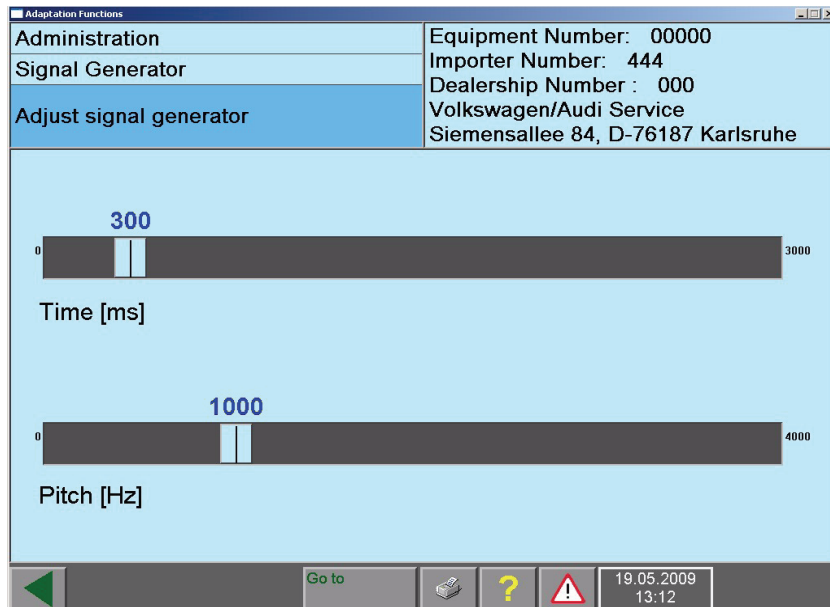 Adaptation Functions
Administration
Signal Generator
Adjust signal generator
Equipment Number: 00000
Importer Number: 444
Dealership Number : 000
Volkswagen/Audi Service
Siemensallee 84, D-76187 Karlsruhe
300
0
3000
Time [ms]
1000
0
4000
Pitch [Hz]
Go to
?
!
19.05.2009
13:12